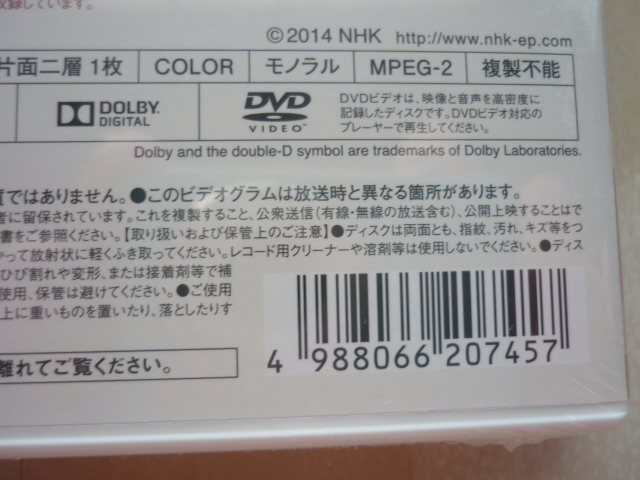 収録しています。
©2014 NHK http://www.nhk-ep.com
片面二層 1枚 COLOR モノラル MPEG-2 複製不能
DOLBY DIGITAL
DVD VIDEO
DVDビデオは、映像と音声を高密度に
記録したディスクです。DVDビデオ対応の
プレーヤーで再生してください。
Dolby and the double-D symbol are trademarks of Dolby Laboratories.
ではありません。●このビデオグラムは放送時と異なる箇所があります。
者に留保されています。これを複製すること、公衆送信(有線・無線の放送含む)、公開上映することはで
書をご参照ください。【取り扱いおよび保管上のご注意】●ディスクは両面とも、指紋、汚れ、キズ等をつ
かって放射状に軽くふき取ってください。レコード用クリーナーや溶剤等は使用しないでください。●ディス
ひび割れや変形、または接着剤等で補
使用、保管は避けてください。●ご使用
上に重いものを置いたり、落としたりす
離れてご覧ください。
4 988066 207457